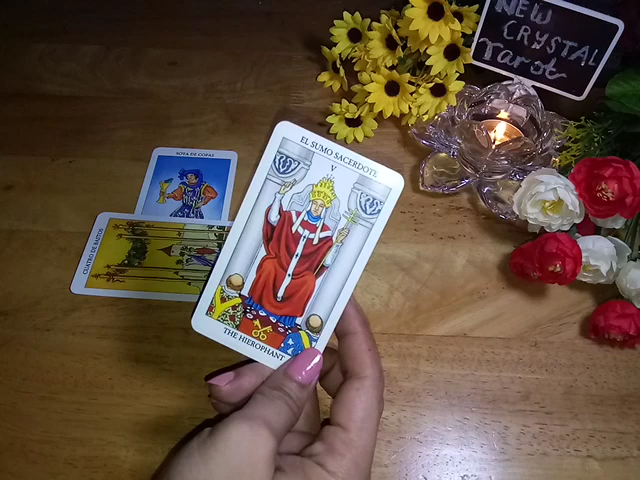 NEW
CRYSTAL
Tarot
SOTA DE COPAS
CUATRO DE BASTOS
EL SUMO SACERDOTE
V
THE HIEROPHANT